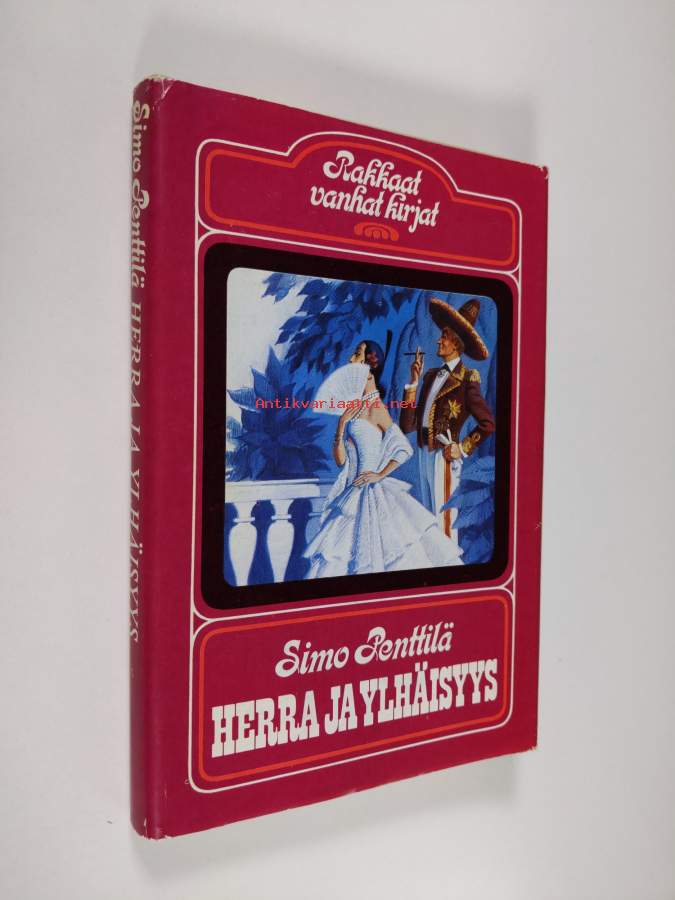 Rakkaat
vanhat kirjat
Antikvariaatti.net
Simo Penttilä
HERRA JA YLHÄISYYS
Simo Penttilä HERRA JA YLHÄISYYS